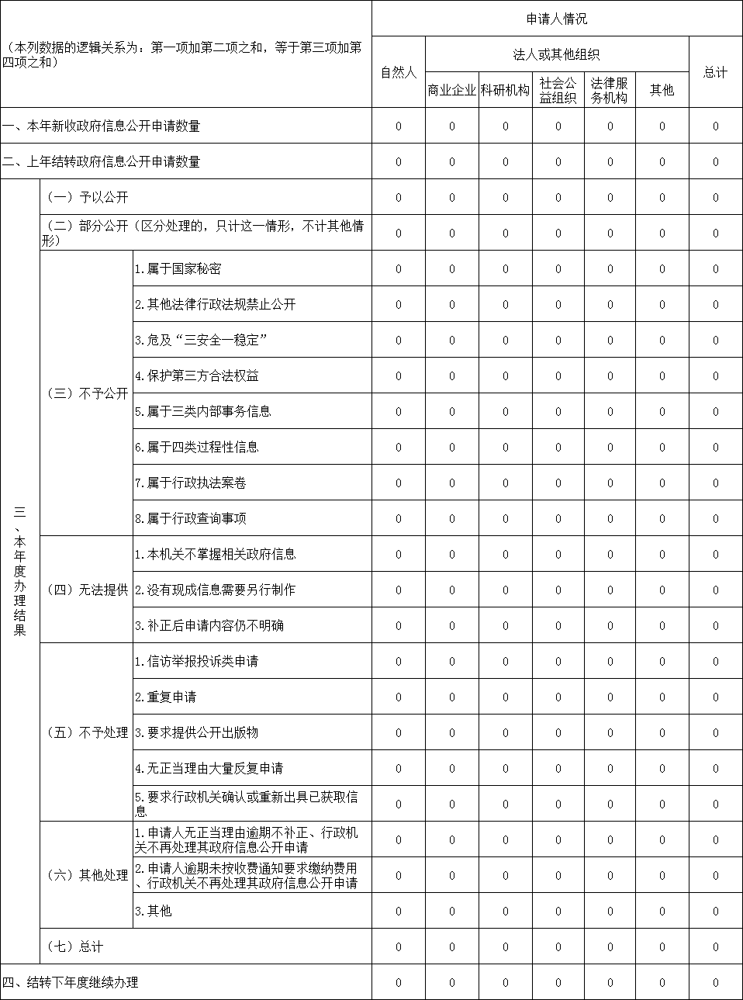 申请人情况
（本列数据的逻辑关系为：第一项加第二项之和，等于第三项加第
四项之和）
自然人
法人或其他组织
总计
商业企业
科研机构
社会公
益组织
法律服
务机构
其他
一、本年新收政府信息公开申请数量 0 0 0 0 0 0 0
二、上年结转政府信息公开申请数量 0 0 0 0 0 0 0
三、本年度办理结果
（一）予以公开 0 0 0 0 0 0 0
（二）部分公开（区分处理的，只计这一情形，不计其他情
形） 0 0 0 0 0 0 0
（三）不予公开
1.属于国家秘密 0 0 0 0 0 0 0
2.其他法律行政法规禁止公开 0 0 0 0 0 0 0
3.危及“三安全一稳定” 0 0 0 0 0 0 0
4.保护第三方合法权益 0 0 0 0 0 0 0
5.属于三类内部事务信息 0 0 0 0 0 0 0
6.属于四类过程性信息 0 0 0 0 0 0 0
7.属于行政执法案卷 0 0 0 0 0 0 0
8.属于行政查询事项 0 0 0 0 0 0 0
（四）无法提供
1.本机关不掌握相关政府信息 0 0 0 0 0 0 0
2.没有现成信息需要另行制作 0 0 0 0 0 0 0
3.补正后申请内容仍不明确 0 0 0 0 0 0 0
（五）不予处理
1.信访举报投诉类申请 0 0 0 0 0 0 0
2.重复申请 0 0 0 0 0 0 0
3.要求提供公开出版物 0 0 0 0 0 0 0
4.无正当理由大量反复申请 0 0 0 0 0 0 0
5.要求行政机关确认或重新出具已获取信
息 0 0 0 0 0 0 0
（六）其他处理
1.申请人无正当理由逾期不补正、行政机
关不再处理其政府信息公开申请 0 0 0 0 0 0 0
2.申请人逾期未按收费通知要求缴纳费用
、行政机关不再处理其政府信息公开申请 0 0 0 0 0 0 0
3.其他 0 0 0 0 0 0 0
（七）总计 0 0 0 0 0 0 0
四、结转下年度继续办理 0 0 0 0 0 0 0